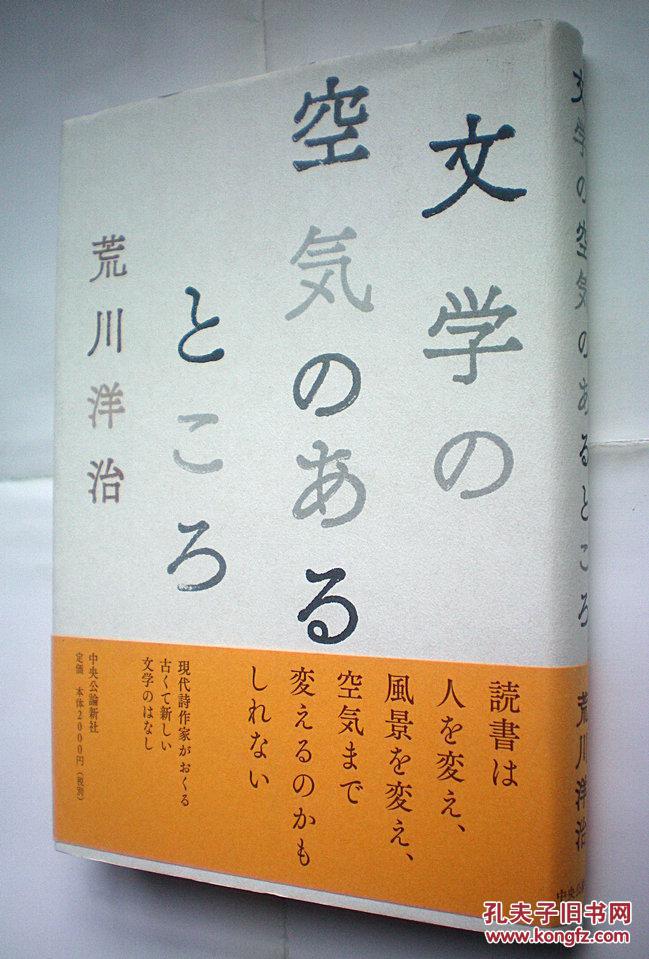 文学の
空気のある
ところ
荒川洋治
読書は
人を変え、
風景を変え、
空気まで
変えるのかも
しれない
現代詩作家がおくる
古くて新しい
文学のはなし
中央公論新社
定価 本体2000円（税別）
文学の空気のあるところ
荒川洋治
中央公
孔夫子旧书网
www.kongfz.com